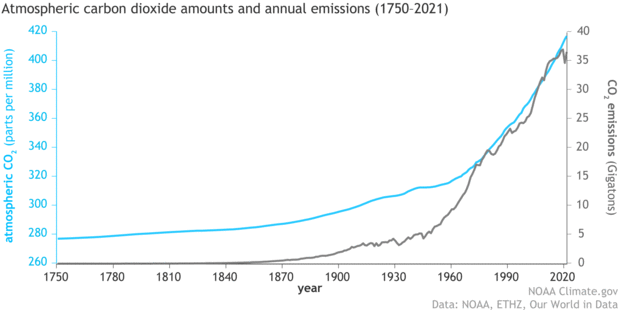 Atmospheric carbon dioxide amounts and annual emissions (1750-2021)
420
400
380
360
340
320
300
280
260
atmospheric CO2 (parts per million)
40
35
30
25
20
15
10
5
0
CO2 emissions (Gigatons)
1750 1780 1810 1840 1870 1900 1930 1960 1990 2020
year
NOAA Climate.gov
Data: NOAA, ETHZ, Our World in Data